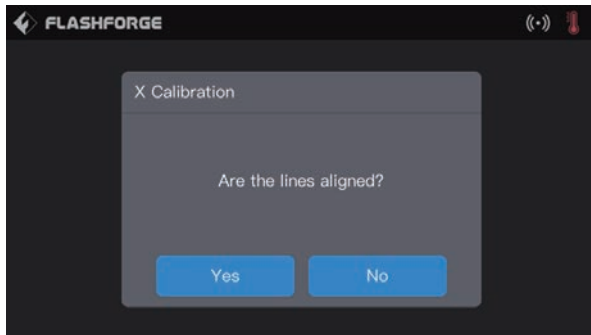 FLASHFORGE
X Calibration
Are the lines aligned?
Yes
No